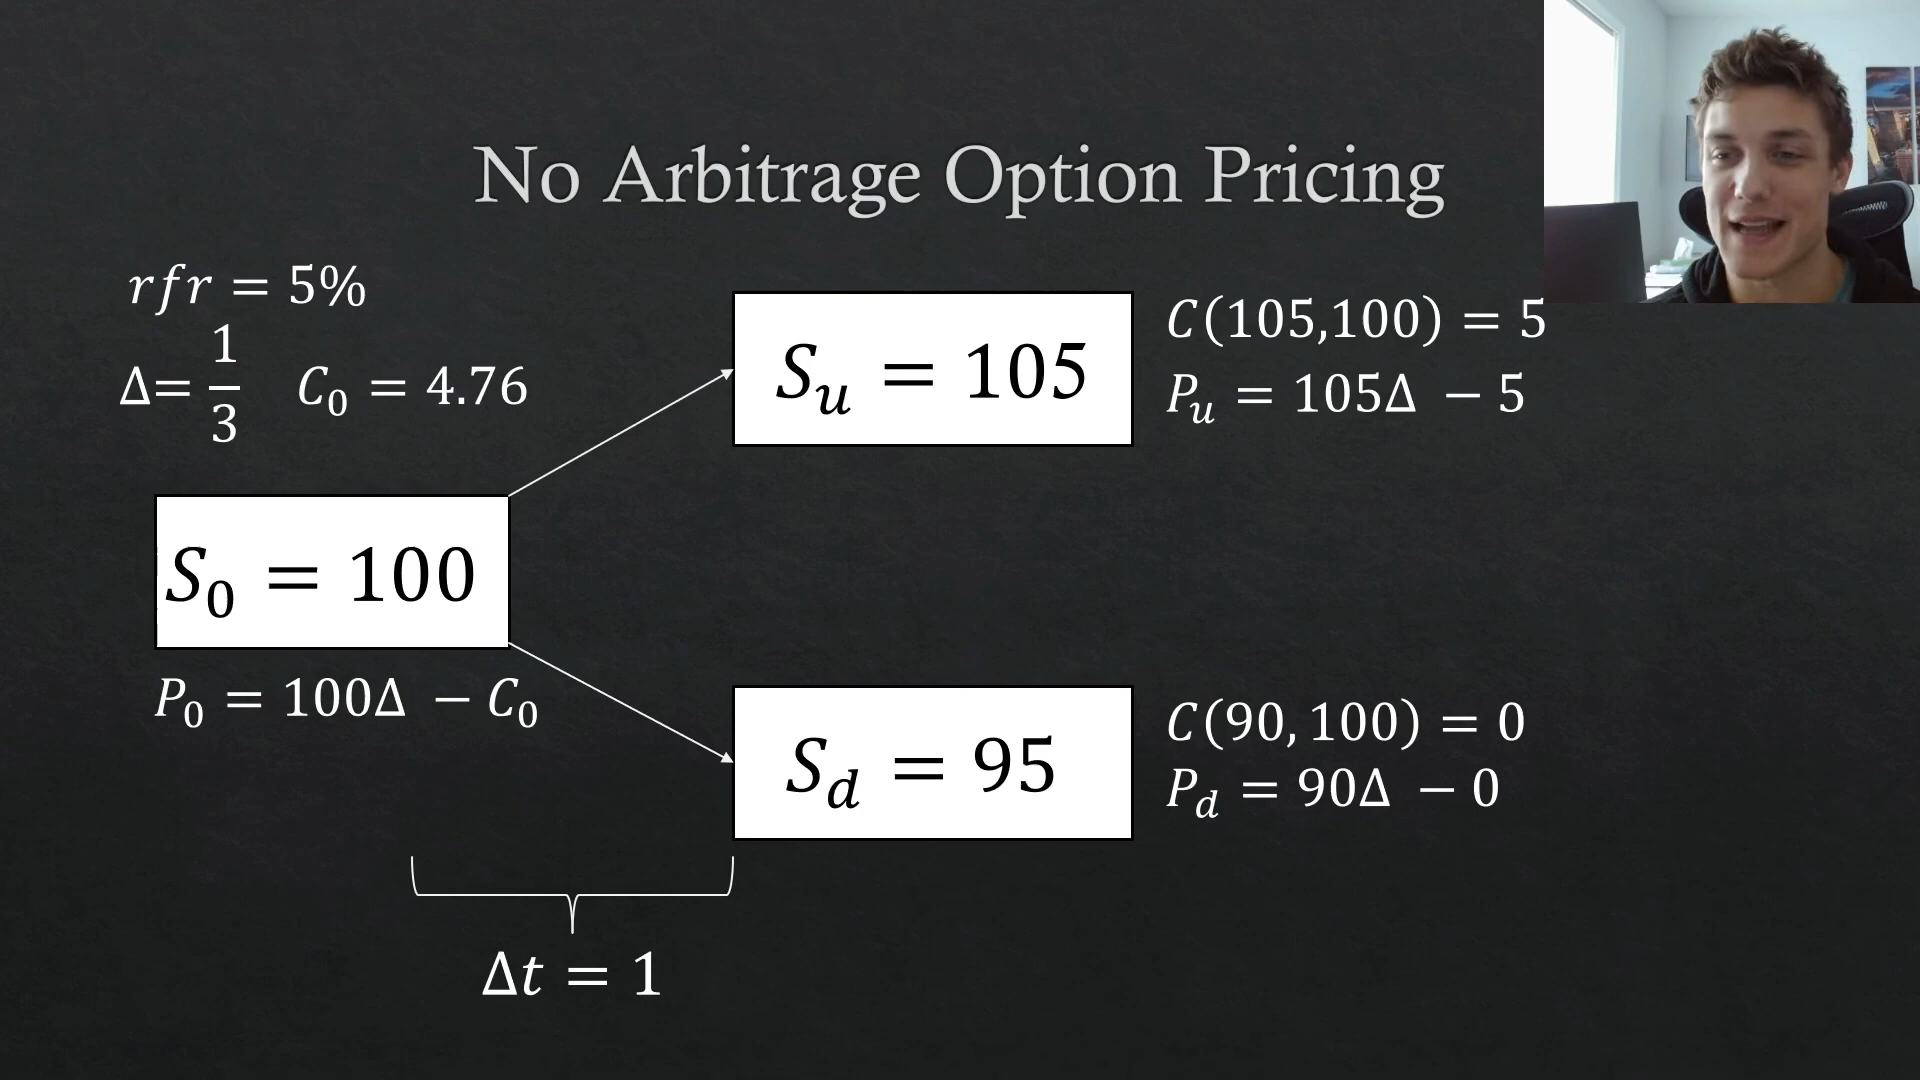 No Arbitrage Option Pricing
rfr = 5%
Δ= 1/3 C₀ = 4.76
S₀ = 100
P₀ = 100Δ − C₀
Sᵤ = 105
C(105,100) = 5
Pᵤ = 105Δ − 5
S_d = 95
C(90, 100) = 0
P_d = 90Δ − 0
Δt = 1